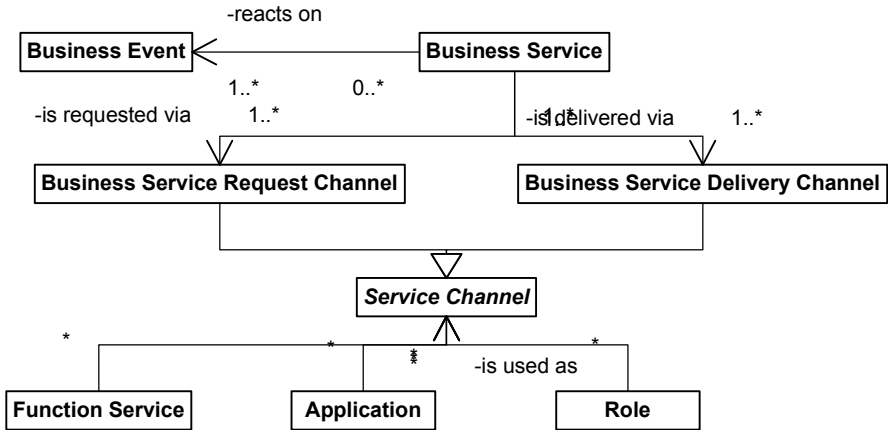 -reacts on
Business Event
Business Service
1..*
0..*
-is requested via
1..*
1..*
-is delivered via
1..*
Business Service Request Channel
Business Service Delivery Channel
Service Channel
*
*
*
*
*
*
-is used as
Function Service
Application
Role